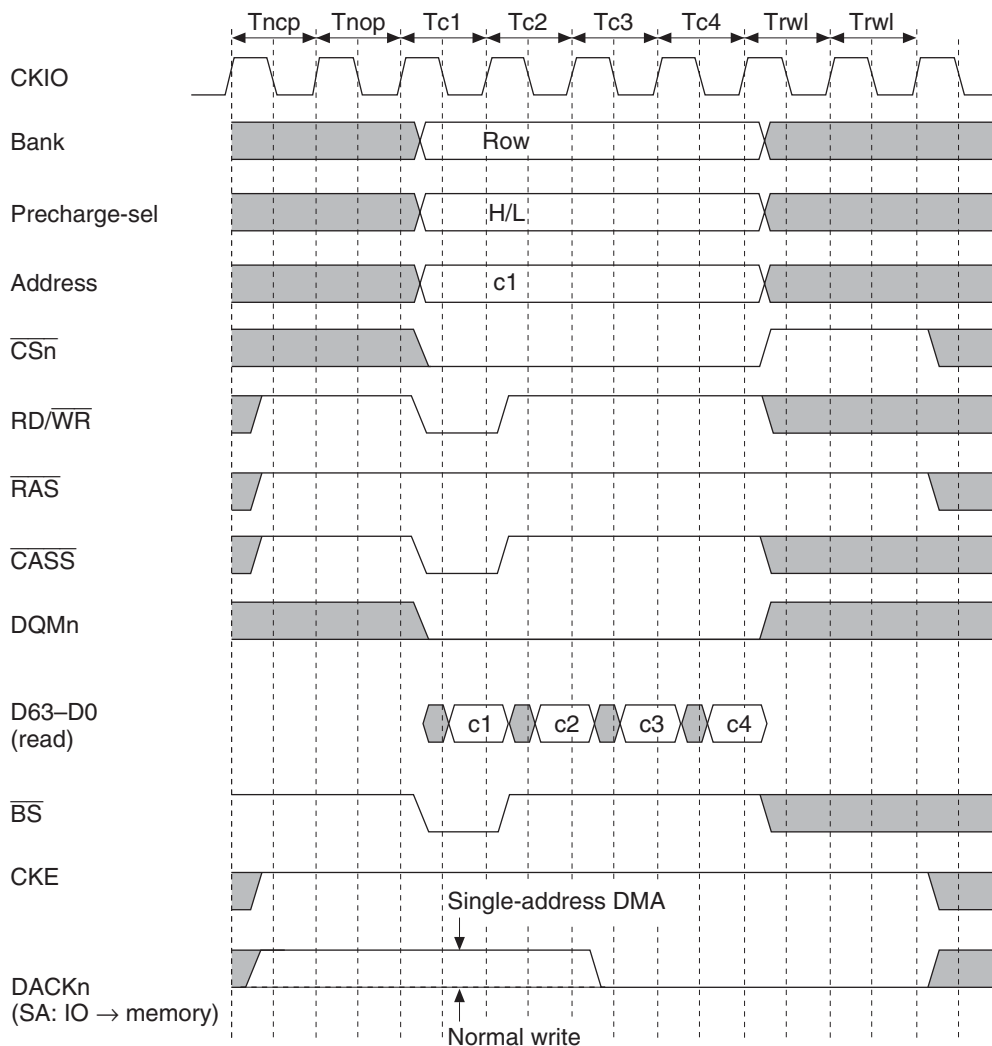 Tncp Tnop Tc1 Tc2 Tc3 Tc4 Trwl Trwl
CKIO
Bank Row
Precharge-sel H/L
Address c1
CSn
RD/WR
RAS
CASS
DQMn
D63–D0
(read) c1 c2 c3 c4
BS
CKE
Single-address DMA
DACKn
(SA: IO → memory)
Normal write